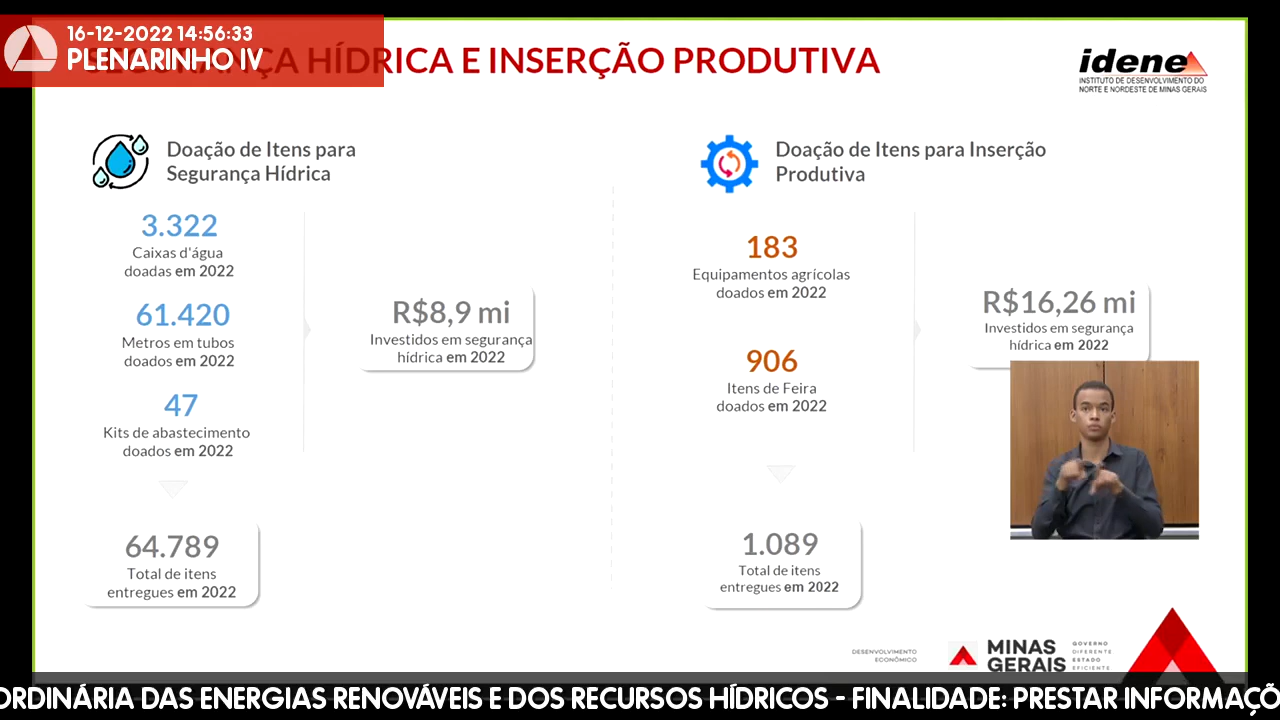 16-12-2022 14:56:33
PLENARINHO IV
SEGURANÇA HÍDRICA E INSERÇÃO PRODUTIVA
idene
INSTITUTO DE DESENVOLVIMENTO DO
NORTE E NORDESTE DE MINAS GERAIS
Doação de Itens para
Segurança Hídrica
3.322
Caixas d'água
doadas em 2022
61.420
Metros em tubos
doados em 2022
47
Kits de abastecimento
doados em 2022
64.789
Total de itens
entregues em 2022
R$8,9 mi
Investidos em segurança
hídrica em 2022
Doação de Itens para Inserção
Produtiva
183
Equipamentos agrícolas
doados em 2022
906
Itens de Feira
doados em 2022
1.089
Total de itens
entregues em 2022
R$16,26 mi
Investidos em segurança
hídrica em 2022
DESENVOLVIMENTO
ECONÔMICO
MINAS
GERAIS
GOVERNO
DIFERENTE
ESTADO
EFICIENTE
ORDINÁRIA DAS ENERGIAS RENOVÁVEIS E DOS RECURSOS HÍDRICOS - FINALIDADE: PRESTAR INFORMAÇÕ